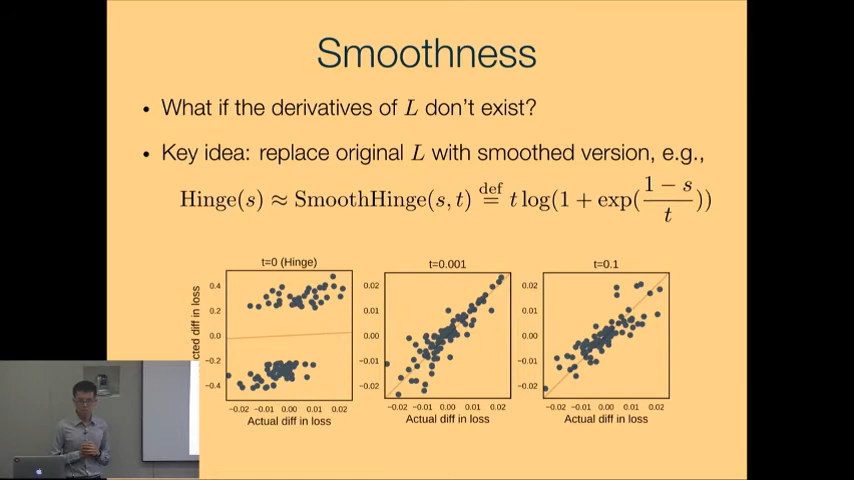 Smoothness
• What if the derivatives of L don't exist?
• Key idea: replace original L with smoothed version, e.g.,
Hinge(s) ≈ SmoothHinge(s, t) def= t log(1 + exp((1 − s)/t))
t=0 (Hinge) t=0.001 t=0.1
cted diff in loss
0.4
0.2
0.0
−0.2
−0.4
−0.02 −0.01 0.00 0.01 0.02
Actual diff in loss
0.02
0.01
0.00
−0.01
−0.02
−0.02 −0.01 0.00 0.01 0.02
Actual diff in loss
0.02
0.01
0.00
−0.01
−0.02
−0.02 −0.01 0.00 0.01 0.02
Actual diff in loss